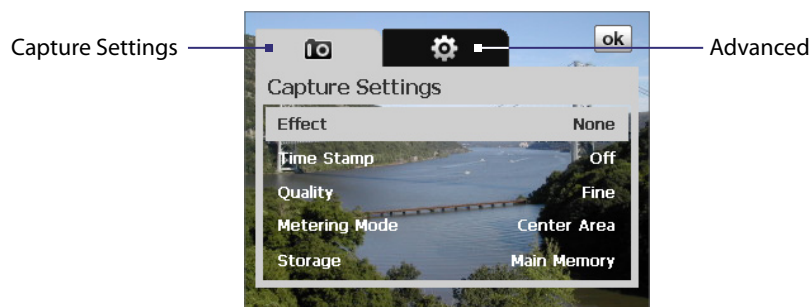 Capture Settings
Advanced
ok
Capture Settings
Effect None
Time Stamp Off
Quality Fine
Metering Mode Center Area
Storage Main Memory